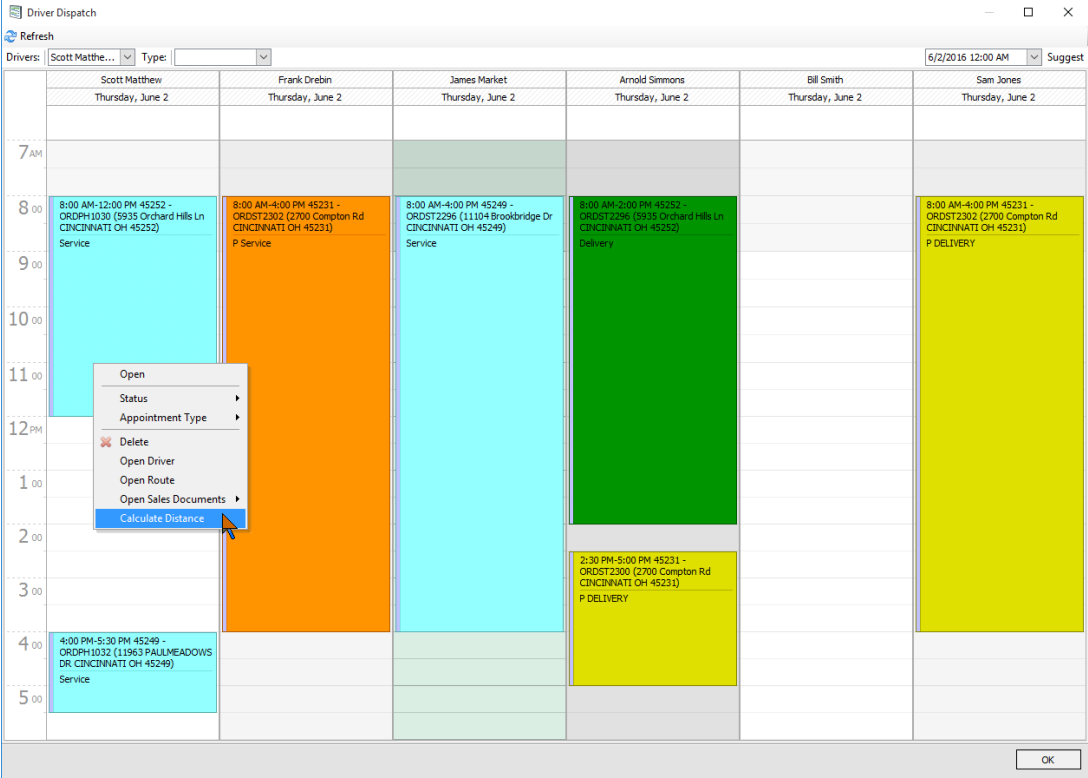 Driver Dispatch
Refresh
Drivers: Scott Matthe... Type: 6/2/2016 12:00 AM Suggest
Scott Matthew Frank Drebin James Market Arnold Simmons Bill Smith Sam Jones
Thursday, June 2 Thursday, June 2 Thursday, June 2 Thursday, June 2 Thursday, June 2 Thursday, June 2
7 AM
8 00
9 00
10 00
11 00
12 PM
1 00
2 00
3 00
4 00
5 00
8:00 AM-12:00 PM 45252 -
ORDPH1030 (5935 Orchard Hills Ln
CINCINNATI OH 45252)
Service
4:00 PM-5:30 PM 45249 -
ORDPH1032 (11963 PAULMEADOWS
DR CINCINNATI OH 45249)
Service
8:00 AM-4:00 PM 45231 -
ORDST2302 (2700 Compton Rd
CINCINNATI OH 45231)
P Service
8:00 AM-4:00 PM 45249 -
ORDST2296 (11104 Brookbridge Dr
CINCINNATI OH 45249)
Service
8:00 AM-2:00 PM 45252 -
ORDST2296 (5935 Orchard Hills Ln
CINCINNATI OH 45252)
Delivery
2:30 PM-5:00 PM 45231 -
ORDST2300 (2700 Compton Rd
CINCINNATI OH 45231)
P DELIVERY
8:00 AM-4:00 PM 45231 -
ORDST2302 (2700 Compton Rd
CINCINNATI OH 45231)
P DELIVERY
Open
Status
Appointment Type
Delete
Open Driver
Open Route
Open Sales Documents
Calculate Distance
OK